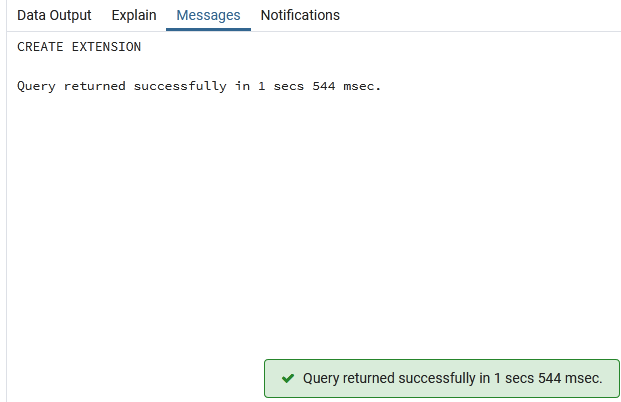 Data Output Explain Messages Notifications
CREATE EXTENSION
Query returned successfully in 1 secs 544 msec.
Query returned successfully in 1 secs 544 msec.